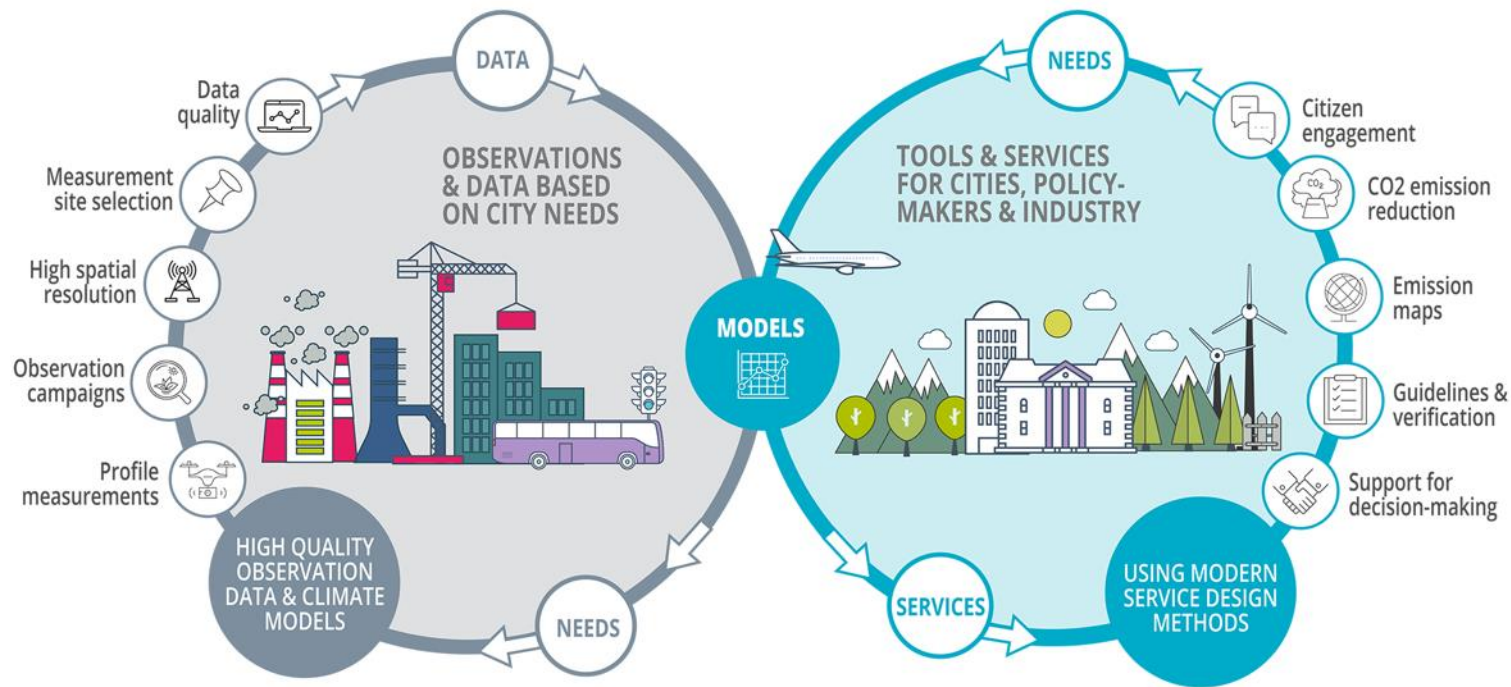 DATA
Data
quality
Measurement
site selection
High spatial
resolution
Observation
campaigns
Profile
measurements
OBSERVATIONS
& DATA BASED
ON CITY NEEDS
HIGH QUALITY
OBSERVATION
DATA & CLIMATE
MODELS
NEEDS
MODELS
NEEDS
TOOLS & SERVICES
FOR CITIES, POLICY-
MAKERS & INDUSTRY
Citizen
engagement
CO2
CO2 emission
reduction
Emission
maps
Guidelines &
verification
Support for
decision-making
SERVICES
USING MODERN
SERVICE DESIGN
METHODS